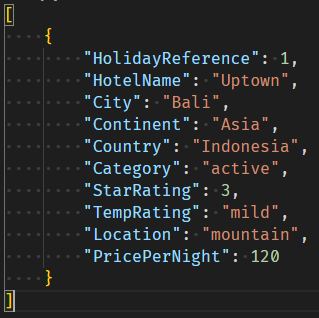 [
    {
        "HolidayReference": 1,
        "HotelName": "Uptown",
        "City": "Bali",
        "Continent": "Asia",
        "Country": "Indonesia",
        "Category": "active",
        "StarRating": 3,
        "TempRating": "mild",
        "Location": "mountain",
        "PricePerNight": 120
    }
]